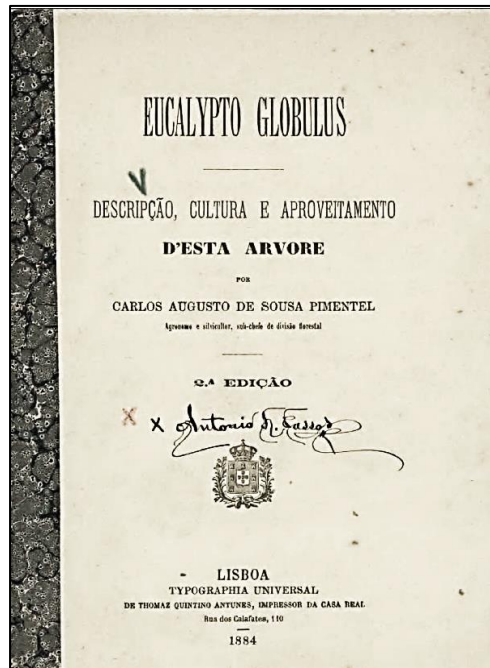 EUCALYPTO GLOBULUS
V
DESCRIPÇÃO, CULTURA E APROVEITAMENTO
D'ESTA ARVORE
POR
CARLOS AUGUSTO DE SOUSA PIMENTEL
Agronomo e silvicultor, sub-chefe de divisão florestal
2.ª EDIÇÃO
X X Antonio
LISBOA
TYPOGRAPHIA UNIVERSAL
DE THOMAZ QUINTINO ANTUNES, IMPRESSOR DA CASA REAL
Rua dos Calafates, 110
1884